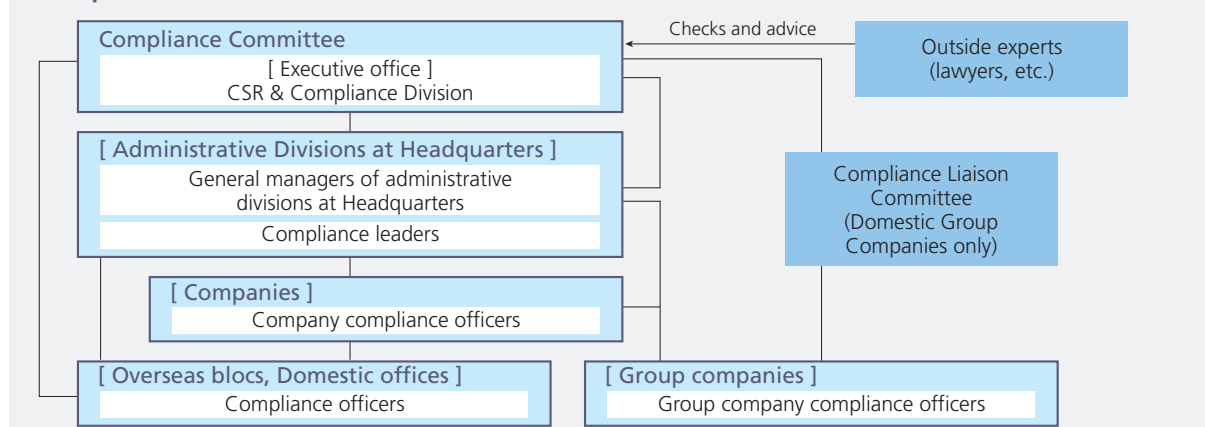 Compliance Committee
[ Executive office ]
CSR & Compliance Division
Checks and advice
Outside experts
(lawyers, etc.)
[ Administrative Divisions at Headquarters ]
General managers of administrative
divisions at Headquarters
Compliance leaders
Compliance Liaison
Committee
(Domestic Group
Companies only)
[ Companies ]
Company compliance officers
[ Overseas blocs, Domestic offices ]
Compliance officers
[ Group companies ]
Group company compliance officers